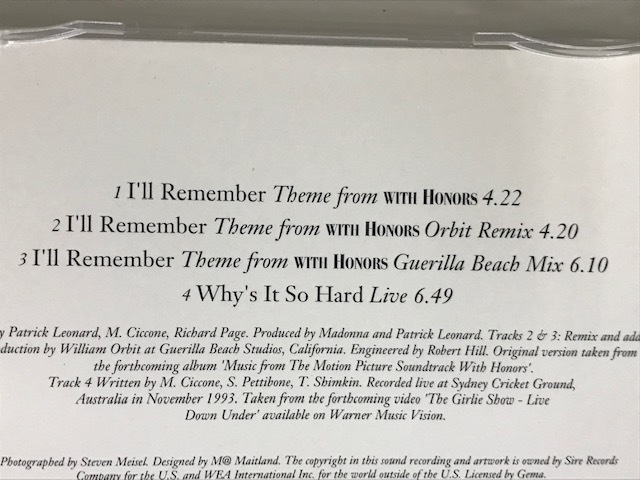 1 I'll Remember Theme from WITH HONORS 4.22
2 I'll Remember Theme from WITH HONORS Orbit Remix 4.20
3 I'll Remember Theme from WITH HONORS Guerilla Beach Mix 6.10
4 Why's It So Hard Live 6.49
y Patrick Leonard, M. Ciccone, Richard Page. Produced by Madonna and Patrick Leonard. Tracks 2 & 3: Remix and add
duction by William Orbit at Guerilla Beach Studios, California. Engineered by Robert Hill. Original version taken from
the forthcoming album 'Music from The Motion Picture Soundtrack With Honors'.
Track 4 Written by M. Ciccone, S. Pettibone, T. Shimkin. Recorded live at Sydney Cricket Ground,
Australia in November 1993. Taken from the forthcoming video 'The Girlie Show - Live
Down Under' available on Warner Music Vision.
Photographed by Steven Meisel. Designed by M@ Maitland. The copyright in this sound recording and artwork is owned by Sire Records
Company for the U.S. and WEA International Inc. for the world outside of the U.S. Licensed by Gema.